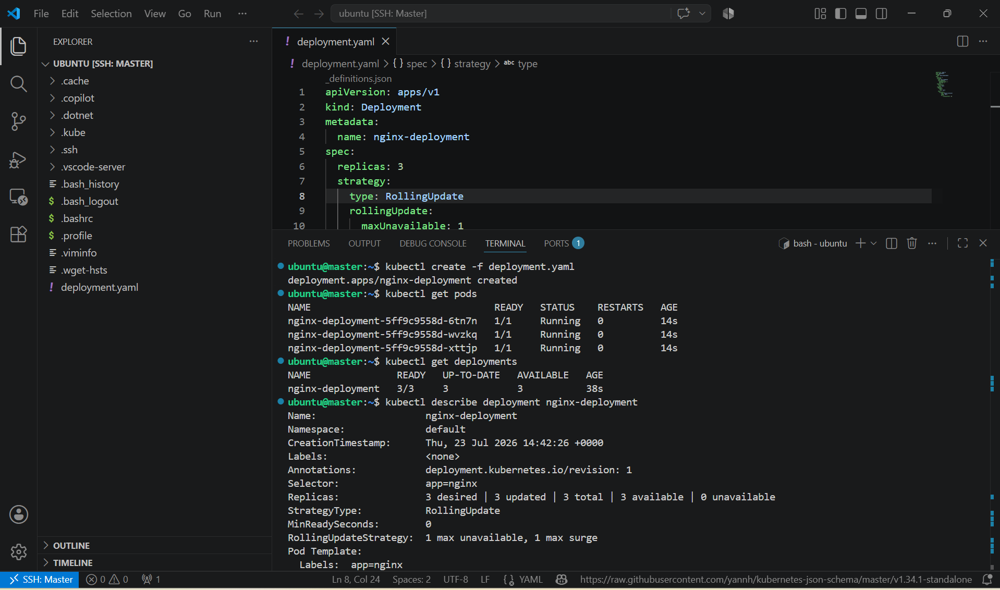 File Edit Selection View Go Run ···
ubuntu [SSH: Master]
EXPLORER
UBUNTU [SSH: MASTER]
.cache
.copilot
.dotnet
.kube
.ssh
.vscode-server
.bash_history
$ .bash_logout
$ .bashrc
$ .profile
.viminfo
.wget-hsts
! deployment.yaml
OUTLINE
TIMELINE
! deployment.yaml
! deployment.yaml > {} spec > {} strategy > abc type
_definitions.json
1 apiVersion: apps/v1
2 kind: Deployment
3 metadata:
4 name: nginx-deployment
5 spec:
6 replicas: 3
7 strategy:
8 type: RollingUpdate
9 rollingUpdate:
10 maxUnavailable: 1
PROBLEMS OUTPUT DEBUG CONSOLE TERMINAL PORTS 1
bash - ubuntu
ubuntu@master:~$ kubectl create -f deployment.yaml
deployment.apps/nginx-deployment created
ubuntu@master:~$ kubectl get pods
NAME READY STATUS RESTARTS AGE
nginx-deployment-5ff9c9558d-6tn7n 1/1 Running 0 14s
nginx-deployment-5ff9c9558d-wvzkq 1/1 Running 0 14s
nginx-deployment-5ff9c9558d-xttjp 1/1 Running 0 14s
ubuntu@master:~$ kubectl get deployments
NAME READY UP-TO-DATE AVAILABLE AGE
nginx-deployment 3/3 3 3 38s
ubuntu@master:~$ kubectl describe deployment nginx-deployment
Name: nginx-deployment
Namespace: default
CreationTimestamp: Thu, 23 Jul 2026 14:42:26 +0000
Labels: <none>
Annotations: deployment.kubernetes.io/revision: 1
Selector: app=nginx
Replicas: 3 desired | 3 updated | 3 total | 3 available | 0 unavailable
StrategyType: RollingUpdate
MinReadySeconds: 0
RollingUpdateStrategy: 1 max unavailable, 1 max surge
Pod Template:
Labels: app=nginx
SSH: Master 0 0 1
Ln 8, Col 24 Spaces: 2 UTF-8 LF YAML https://raw.githubusercontent.com/yannh/kubernetes-json-schema/master/v1.34.1-standalone